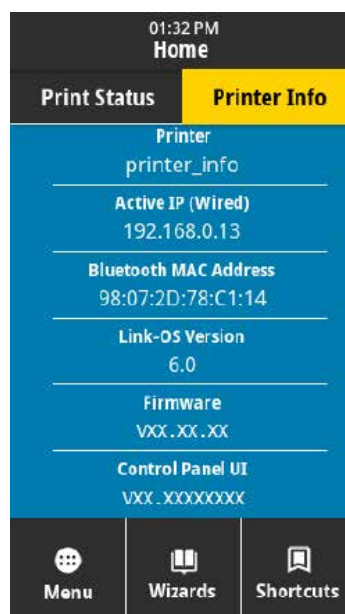 01:32 PM
Home
Print Status
Printer Info
Printer
printer_info
Active IP (Wired)
192.168.0.13
Bluetooth MAC Address
98:07:2D:78:C1:14
Link-OS Version
6.0
Firmware
VXX.XX.XX
Control Panel UI
VXX.XXXXXXX
Menu
Wizards
Shortcuts